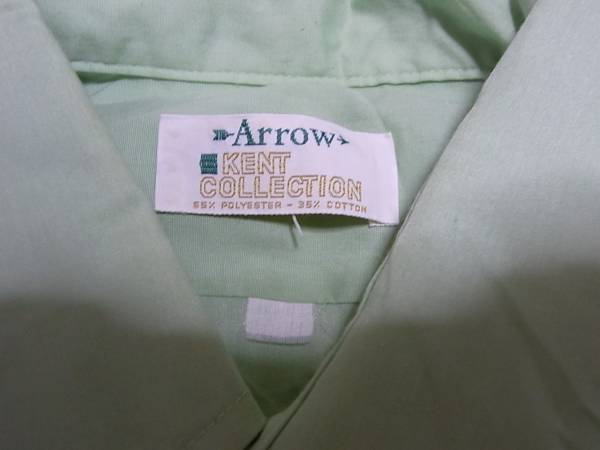 Arrow
KENT
COLLECTION
65% POLYESTER - 35% COTTON